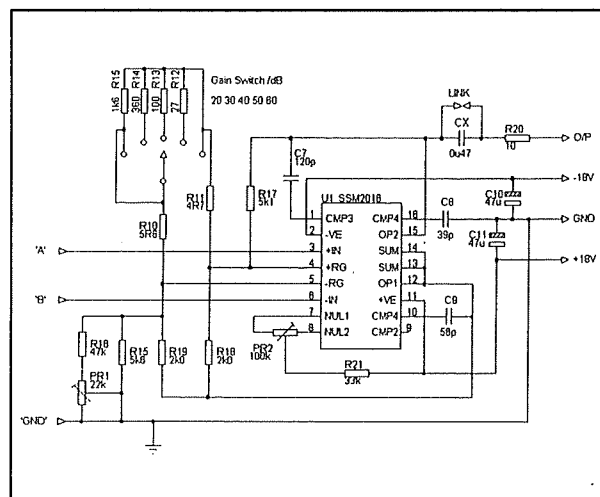 R15
1k6
R14
360
R13
100
R12
27
Gain Switch /dB
20 30 40 50 60
LINK
CX
0u47
R20
10
O/P
-18V
GND
+18V
C7
120p
R11
4R7
R17
5k1
R10
5R6
U1 SSM2016
1 CMP3
2 -VE
3 +IN
4 +RG
5 -RG
6 -IN
7 NUL1
8 NUL2
CMP4 16
OP2 15
SUM 14
SUM 13
OP1 12
+VE 11
CMP4 10
CMP2 9
C8
39p
C10
47u
C11
47u
C9
56p
'A'
'B'
'GND'
R16
47k
PR1
22k
R15
5k6
R19
2k0
R18
2k0
PR2
100k
R21
33k